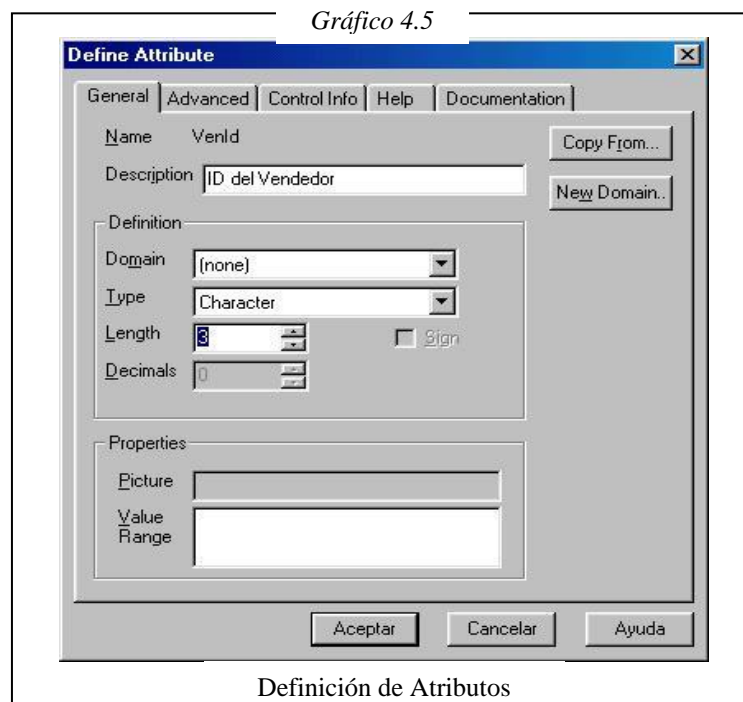 Gráfico 4.5
Define Attribute
General Advanced Control Info Help Documentation
Name VenId
Copy From...
Description ID del Vendedor
New Domain..
Definition
Domain (none)
Type Character
Length 3 Sign
Decimals 0
Properties
Picture
Value
Range
Aceptar Cancelar Ayuda
Definición de Atributos